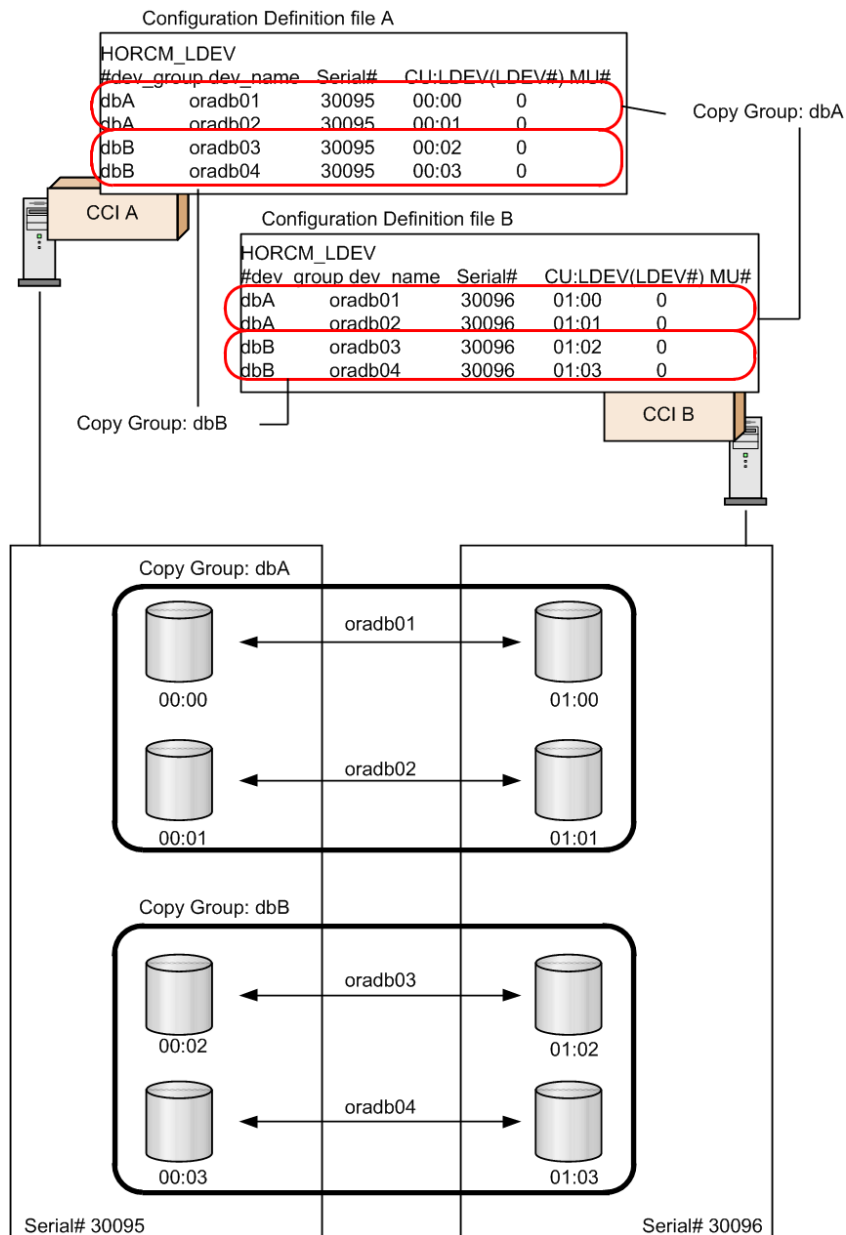 Configuration Definition file A
HORCM_LDEV
#dev_group dev_name Serial# CU:LDEV(LDEV#) MU#
dbA oradb01 30095 00:00 0
dbA oradb02 30095 00:01 0
dbB oradb03 30095 00:02 0
dbB oradb04 30095 00:03 0
Copy Group: dbA
CCI A
Configuration Definition file B
HORCM_LDEV
#dev group dev name Serial# CU:LDEV(LDEV#) MU#
dbA oradb01 30096 01:00 0
dbA oradb02 30096 01:01 0
dbB oradb03 30096 01:02 0
dbB oradb04 30096 01:03 0
Copy Group: dbB
CCI B
Copy Group: dbA
oradb01
00:00 01:00
oradb02
00:01 01:01
Copy Group: dbB
oradb03
00:02 01:02
oradb04
00:03 01:03
Serial# 30095 Serial# 30096